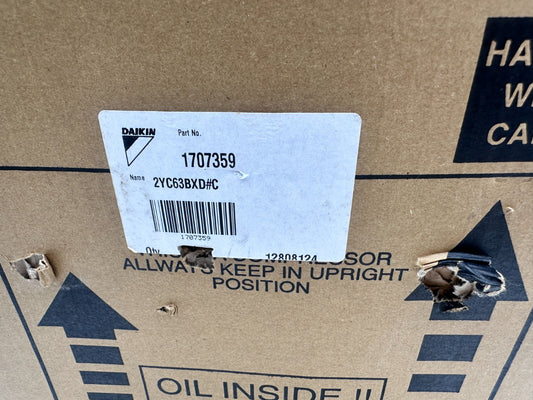 HA
W
CA
DAIKIN
Part No.
1707359
Name 2YC63BXD#C
1707359
Qty
12808124
ALLWAYS KEEP IN UPRIGHT
POSITION
OIL INSIDE !!